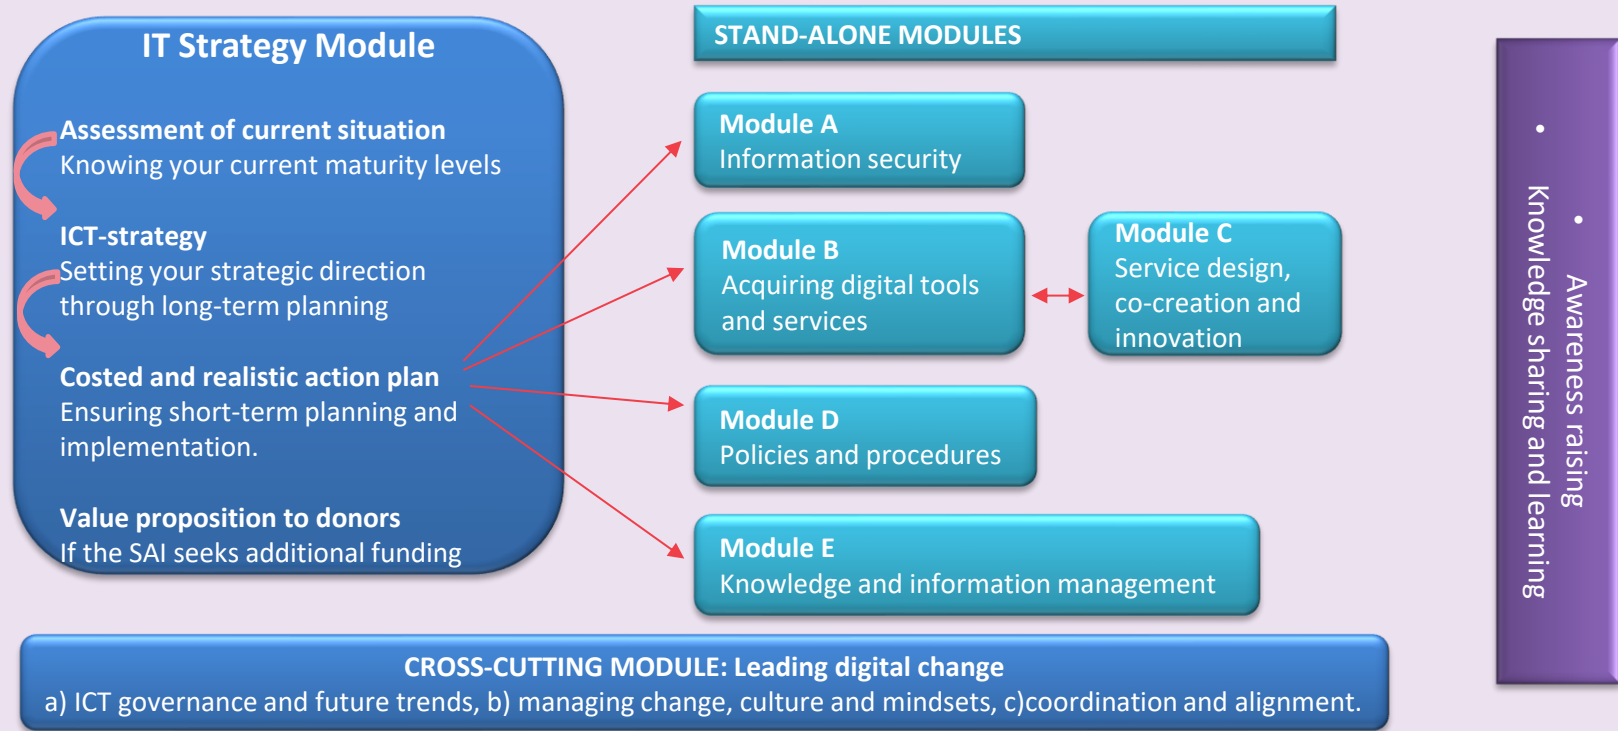 IT Strategy Module
Assessment of current situation
Knowing your current maturity levels
ICT-strategy
Setting your strategic direction
through long-term planning
Costed and realistic action plan
Ensuring short-term planning and
implementation.
Value proposition to donors
If the SAI seeks additional funding
STAND-ALONE MODULES
Module A
Information security
Module B
Acquiring digital tools
and services
Module C
Service design,
co-creation and
innovation
Module D
Policies and procedures
Module E
Knowledge and information management
CROSS-CUTTING MODULE: Leading digital change
a) ICT governance and future trends, b) managing change, culture and mindsets, c)coordination and alignment.
• Awareness raising
• Knowledge sharing and learning